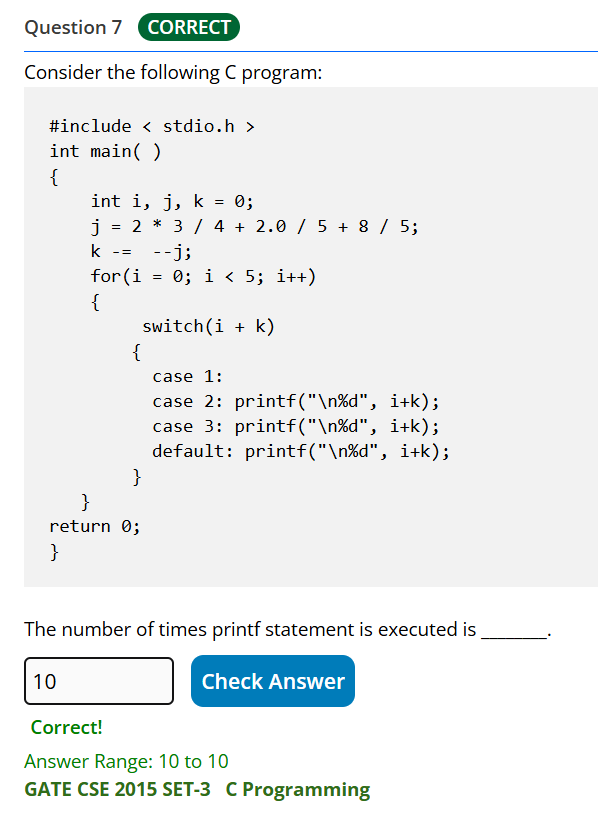 Question 7 CORRECT
Consider the following C program:
#include < stdio.h >
int main( )
{
int i, j, k = 0;
j = 2 * 3 / 4 + 2.0 / 5 + 8 / 5;
k -= --j;
for(i = 0; i < 5; i++)
{
switch(i + k)
{
case 1:
case 2: printf("\n%d", i+k);
case 3: printf("\n%d", i+k);
default: printf("\n%d", i+k);
}
}
return 0;
}
The number of times printf statement is executed is _______.
10 Check Answer
Correct!
Answer Range: 10 to 10
GATE CSE 2015 SET-3 C Programming